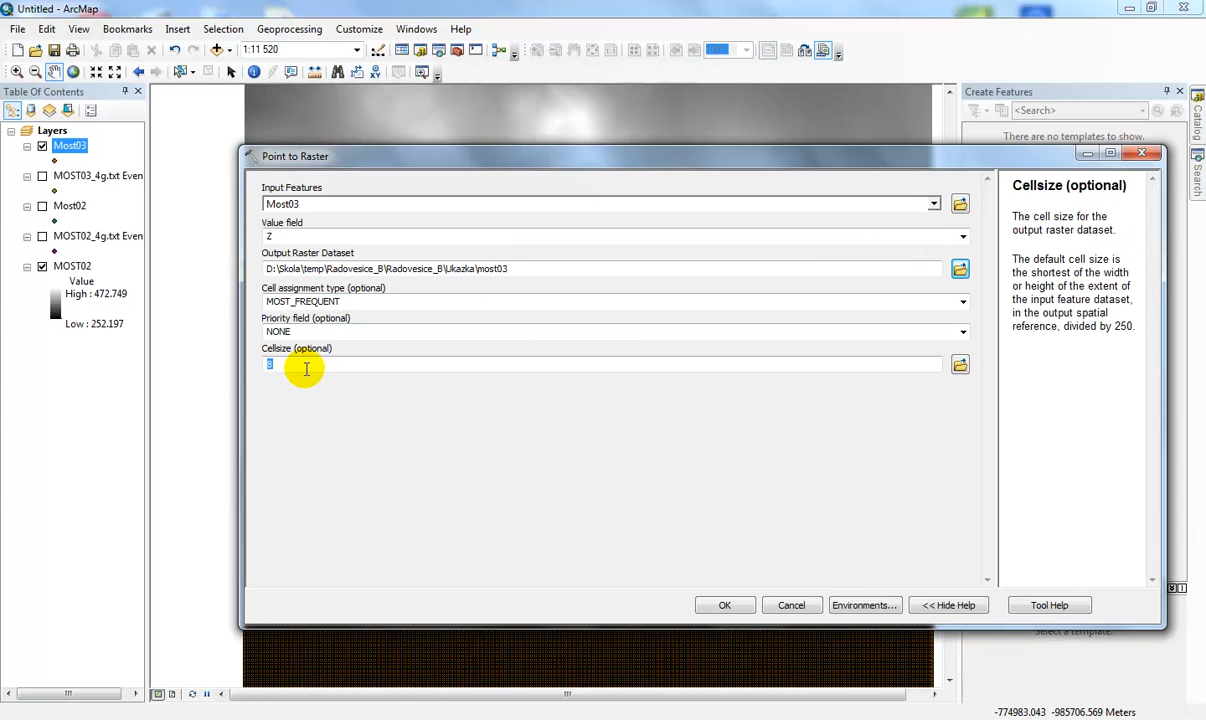 Untitled - ArcMap
File Edit View Bookmarks Insert Selection Geoprocessing Customize Windows Help
1:11 520
Table Of Contents
Create Features
<Search>
There are no templates to show.
Layers
Most03
MOST03_4g.txt Even
Most02
MOST02_4g.txt Even
MOST02
Value
High : 472.749
Low : 252.197
Point to Raster
Input Features
Most03
Value field
Z
Output Raster Dataset
D:\Skola\temp\Radovesice_B\Radovesice_B\Ukazka\most03
Cell assignment type (optional)
MOST_FREQUENT
Priority field (optional)
NONE
Cellsize (optional)
Cellsize (optional)
The cell size for the
output raster dataset.
The default cell size is
the shortest of the width
or height of the extent of
the input feature dataset,
in the output spatial
reference, divided by 250.
OK Cancel Environments... << Hide Help Tool Help
Select a template.
Catalog
Search
-774983.043 -985706.569 Meters